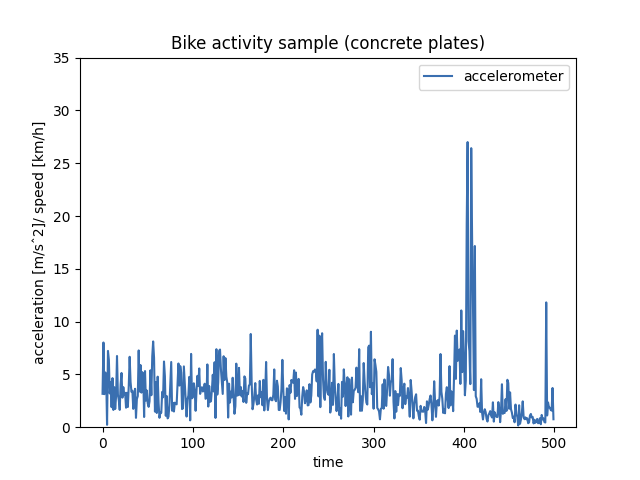 Bike activity sample (concrete plates)
accelerometer
acceleration [m/sˆ2]/ speed [km/h]
35
30
25
20
15
10
5
0
0 100 200 300 400 500
time